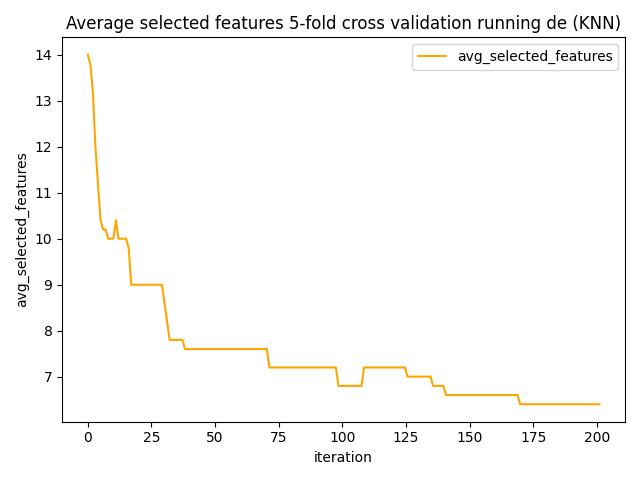 Average selected features 5-fold cross validation running de (KNN)
avg_selected_features
14
13
12
11
10
9
8
7
avg_selected_features
0 25 50 75 100 125 150 175 200
iteration